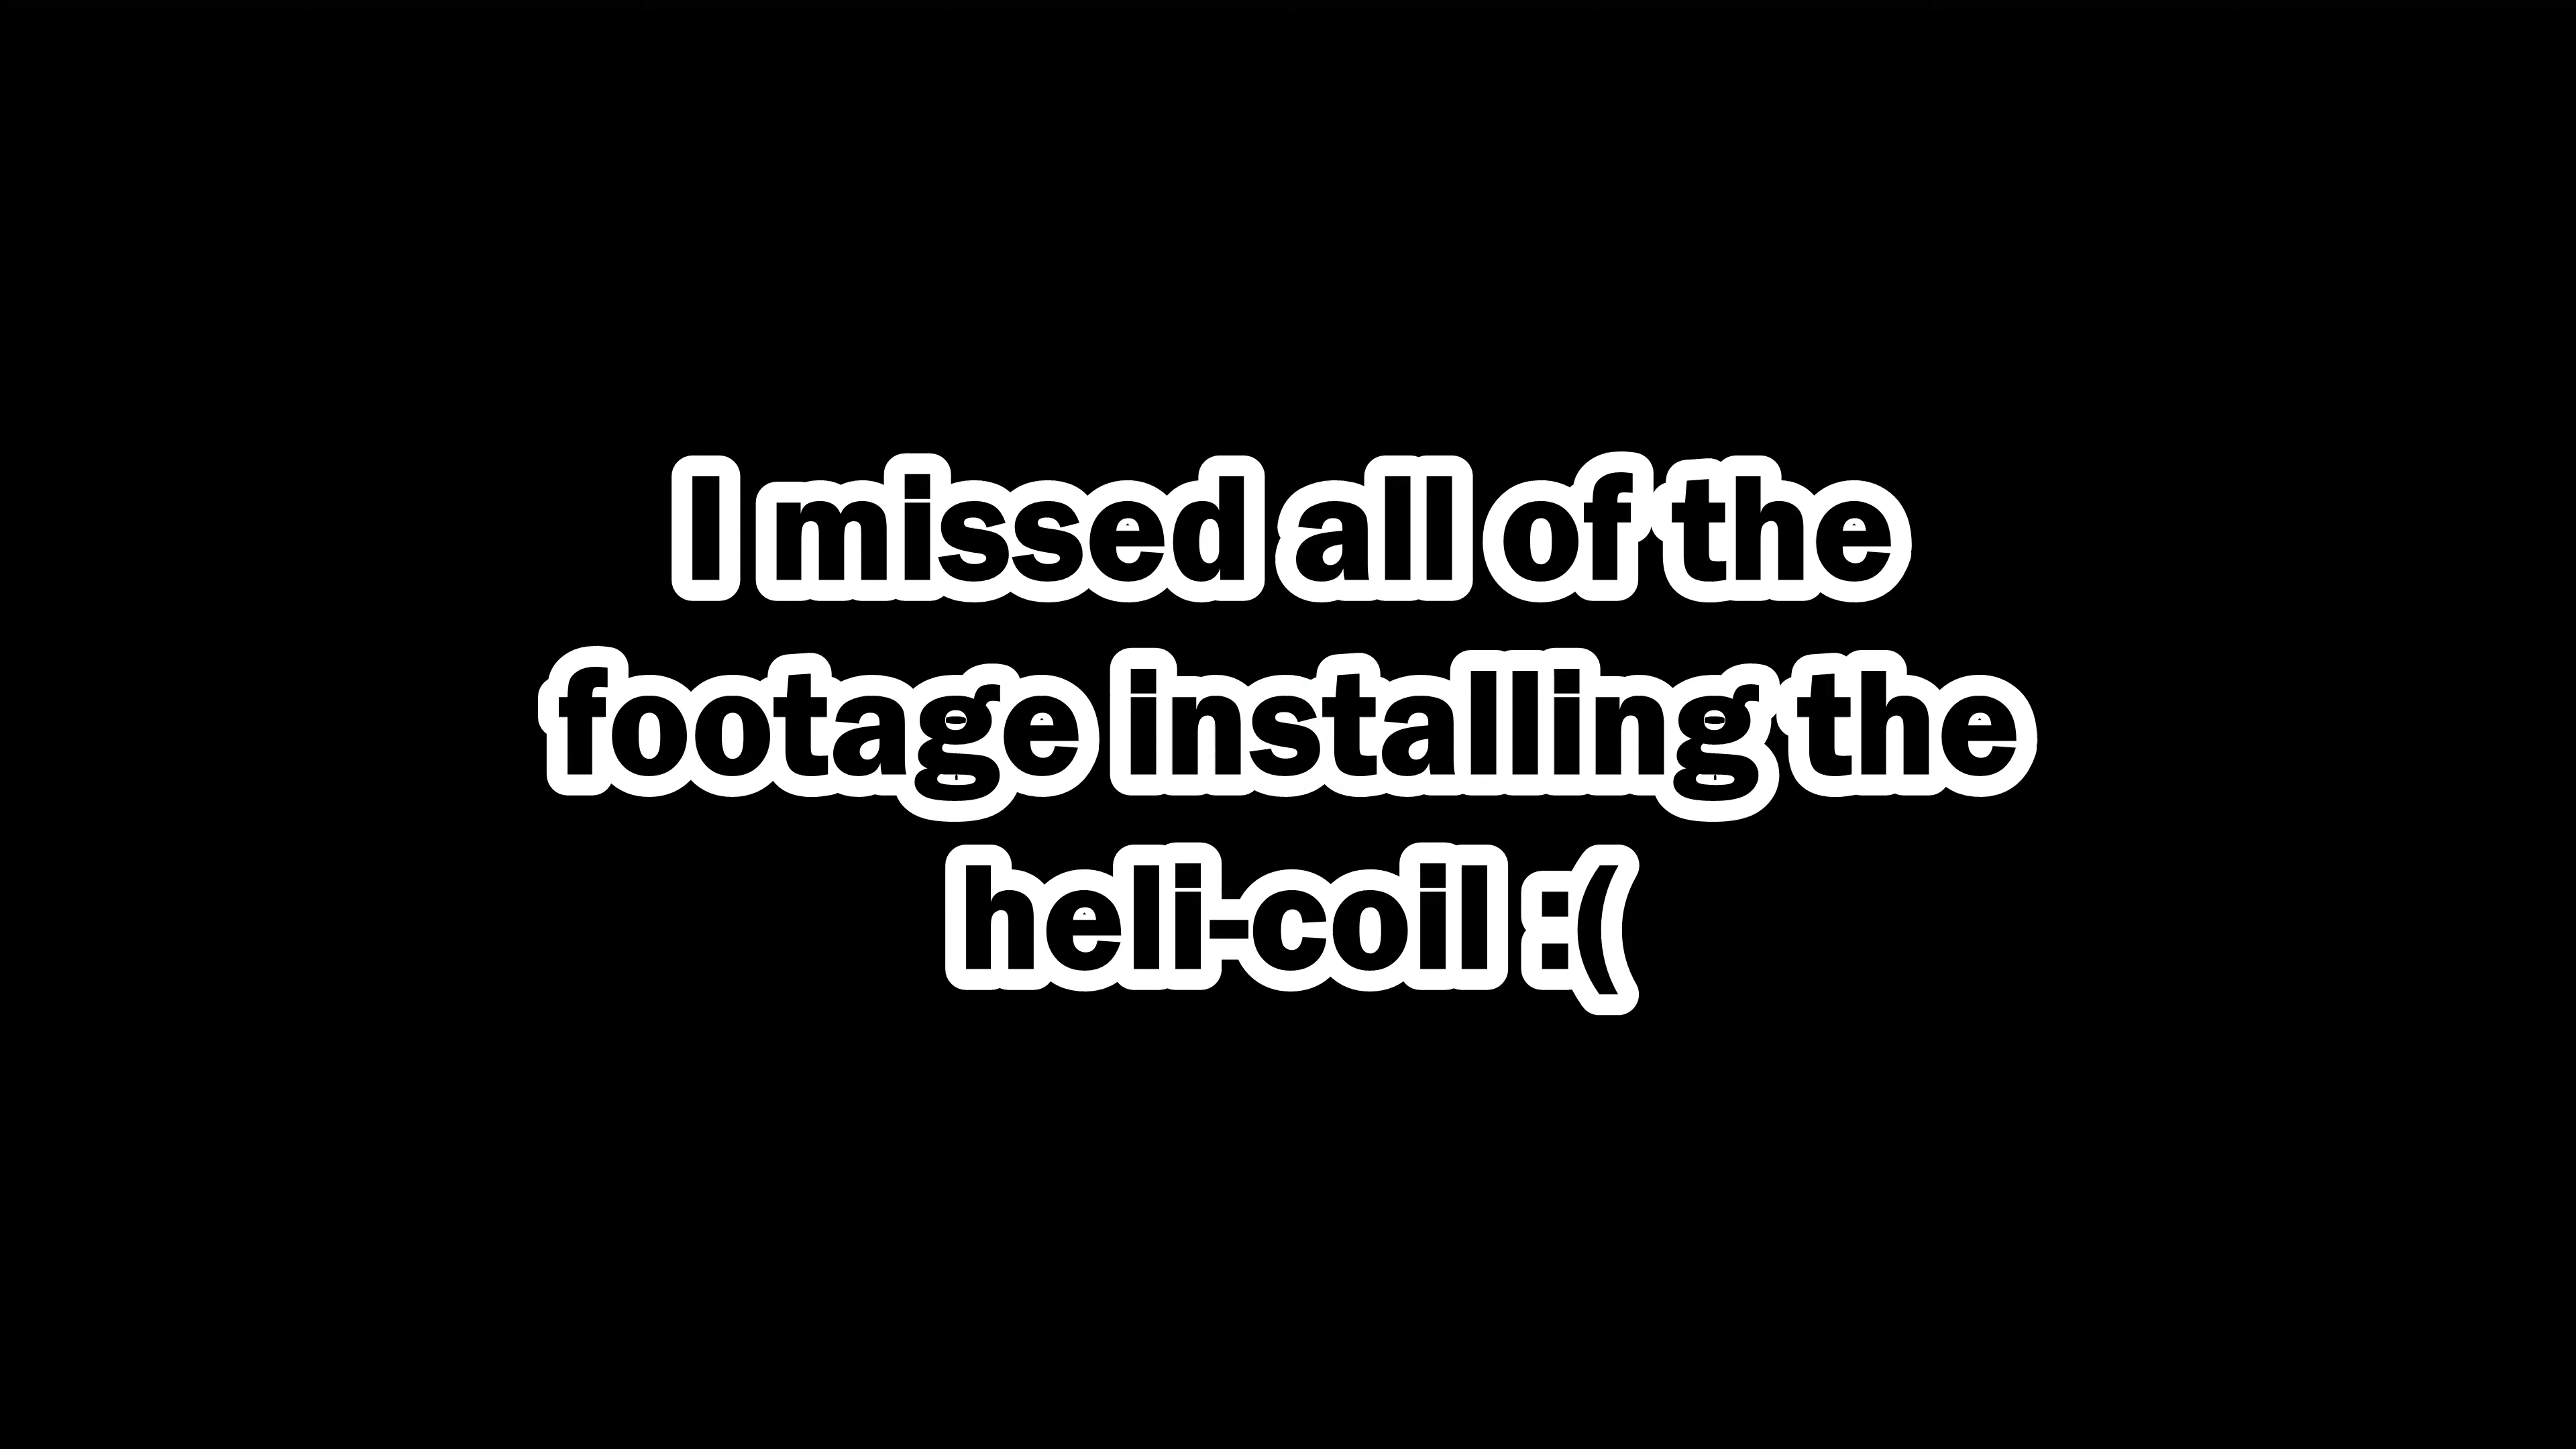 I missed all of the
footage installing the
heli-coil :(